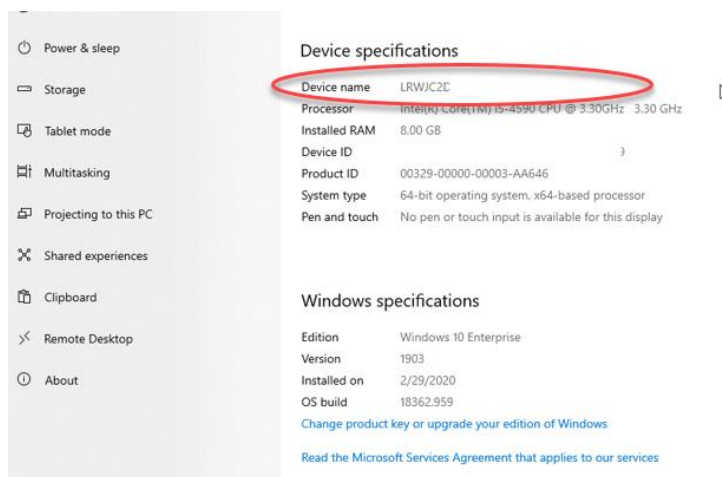 Power & sleep
Storage
Tablet mode
Multitasking
Projecting to this PC
Shared experiences
Clipboard
Remote Desktop
About
Device specifications
Device name
Processor Intel(R) Core(TM) i5-4590 CPU @ 3.30GHz 3.30 GHz
Installed RAM 8.00 GB
Device ID
Product ID 00329-00000-00003-AA646
System type 64-bit operating system, x64-based processor
Pen and touch No pen or touch input is available for this display
Windows specifications
Edition Windows 10 Enterprise
Version 1903
Installed on 2/29/2020
OS build 18362.959
Change product key or upgrade your edition of Windows
Read the Microsoft Services Agreement that applies to our services